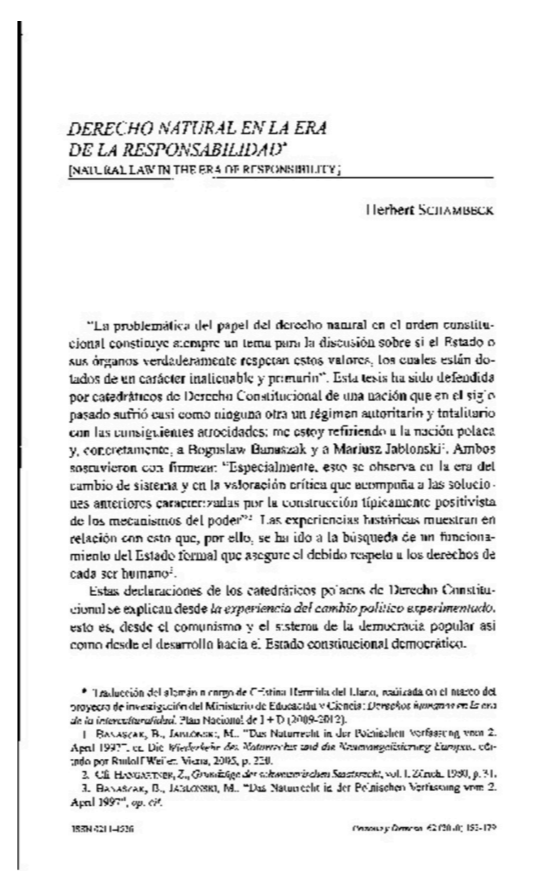 DERECHO NATURAL EN LA ERA
DE LA RESPONSABILIDAD*
[NATURAL LAW IN THE ERA OF RESPONSIBILITY]
Herbert SCHAMBECK
"La problemática del papel del derecho natural en el orden constitu-
cional constituye siempre un tema para la discusión sobre si el Estado o
sus órganos verdaderamente respetan estos valores, los cuales están do-
tados de un carácter inalienable y primario". Esta tesis ha sido defendida
por catedráticos de Derecho Constitucional de una nación que en el siglo
pasado sufrió casi como ninguna otra un régimen autoritario y totalitario
con las consiguientes atrocidades; me estoy refiriendo a la nación polaca
y, concretamente, a Boguslaw Banaszak y a Mariusz Jablonski¹. Ambos
sostuvieron con firmeza: "Especialmente, esto se observa en la era del
cambio de sistema y en la valoración crítica que acompaña a las solucio-
nes anteriores caracterizadas por la construcción típicamente positivista
de los mecanismos del poder"² Las experiencias históricas muestran en
relación con esto que, por ello, se ha ido a la búsqueda de un funciona-
miento del Estado formal que asegure el debido respeto a los derechos de
cada ser humano³.
Estas declaraciones de los catedráticos polacos de Derecho Constitu-
cional se explican desde la experiencia del cambio político experimentado,
esto es, desde el comunismo y el sistema de la democracia popular así
como desde el desarrollo hacia el Estado constitucional democrático.
* Traducción del alemán a cargo de Cristina Hermida del Llano, realizada en el marco del
proyecto de investigación del Ministerio de Educación y Ciencia: Derechos humanos en la era
de la interculturalidad. Plan Nacional de I + D (2009-2012).
1. BANASZAK, B., JABLONSKI, M., "Das Naturrecht in der Polnischen Verfassung vom 2.
April 1997", en Die Wiederkehr des Naturrechts und die Neuevangelisierung Europas, edi-
tado por Rudolf Weiler, Viena, 2005, p. 220.
2. Cfr. HANGARTNER, Z., Grundzüge des schweizerischen Staatsrecht, vol. I, Zúrich, 1980, p. 31.
3. BANASZAK, B., JABLONSKI, M., "Das Naturrecht in der Polnischen Verfassung vom 2.
April 1997", op. cit.
ISSN 0211-4526
Persona y Derecho, 62 (2010) 153-179